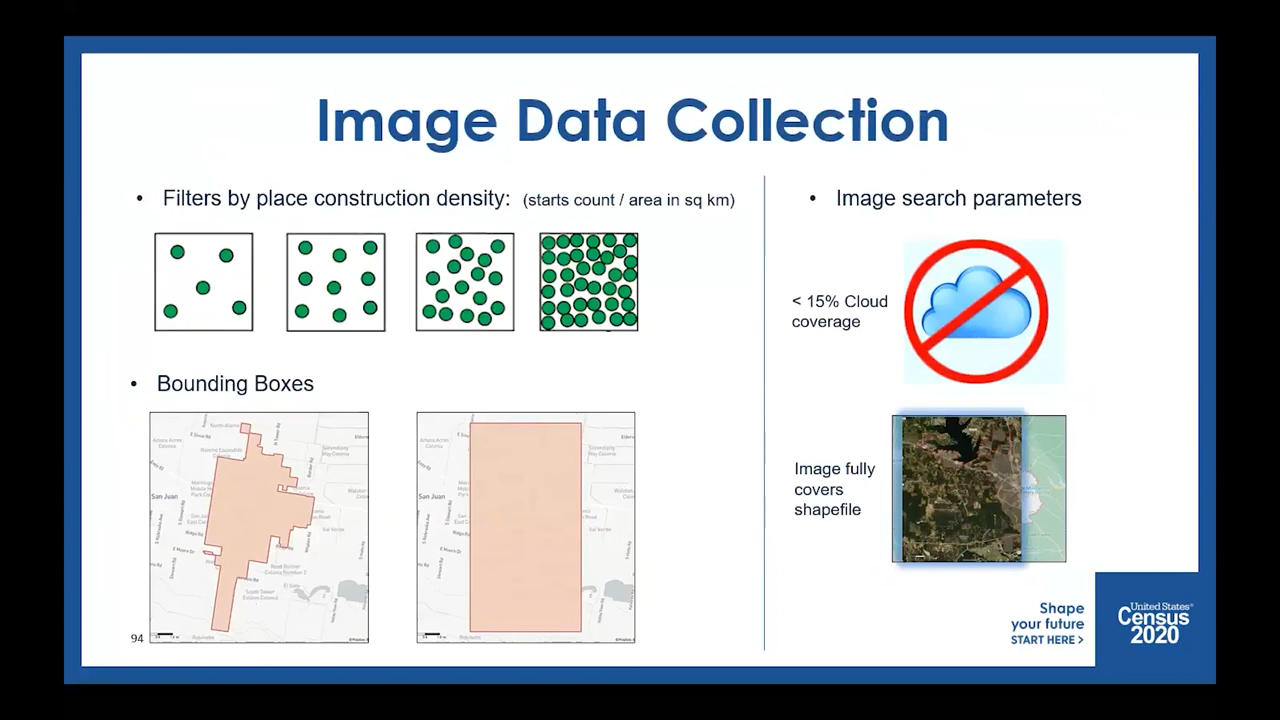 Image Data Collection
• Filters by place construction density: (starts count / area in sq km)
• Bounding Boxes
San Juan
San Juan
94
• Image search parameters
< 15% Cloud
coverage
Image fully
covers
shapefile
Shape
your future
START HERE >
United States®
Census
2020